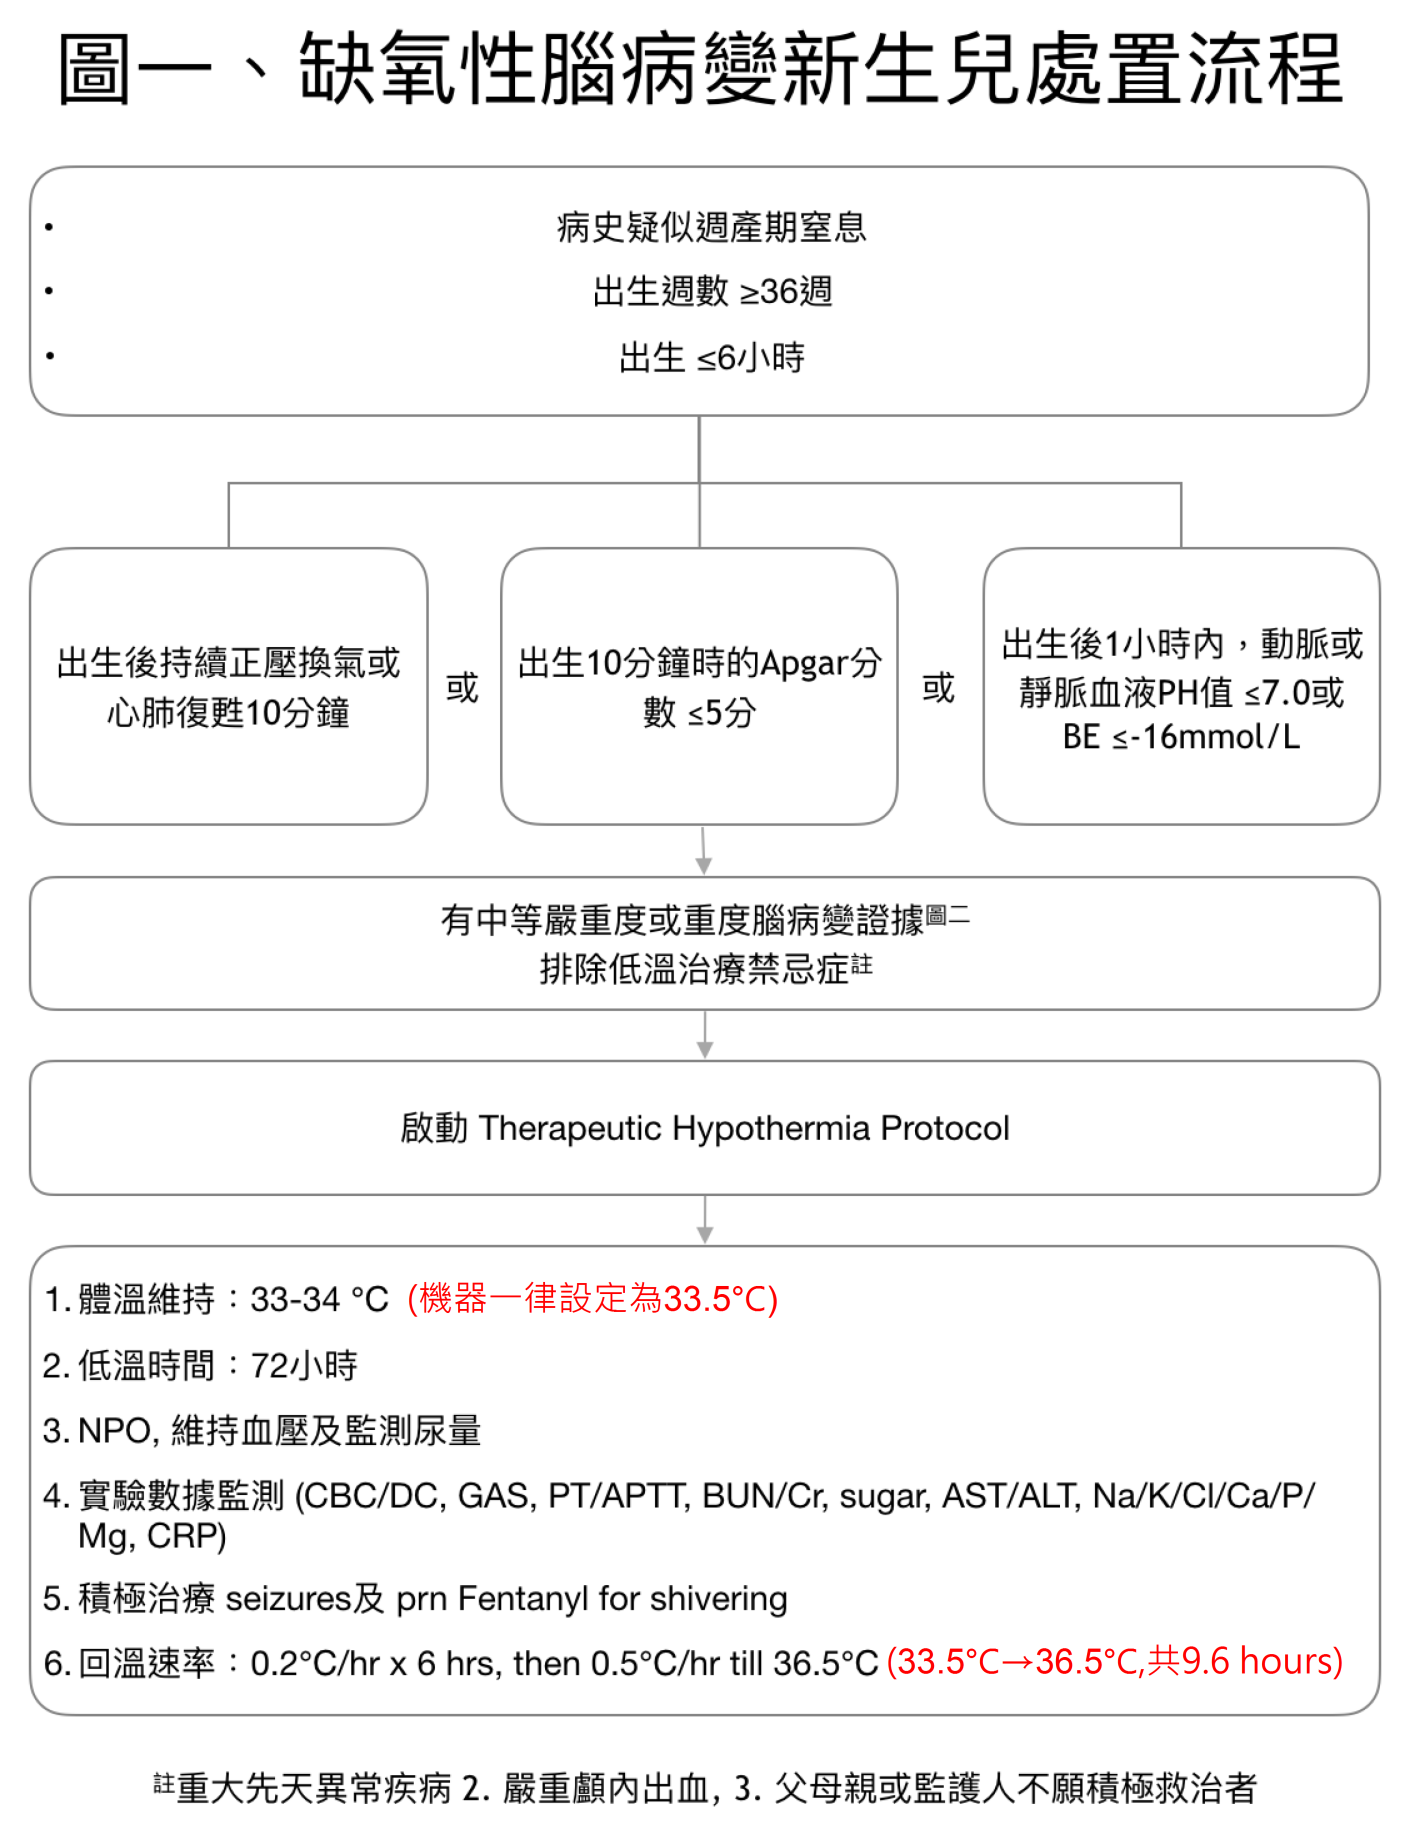 圖一、缺氧性腦病變新生兒處置流程
• 病史疑似週產期窒息
• 出生週數 ≥36週
• 出生 ≤6小時
出生後持續正壓換氣或
心肺復甦10分鐘
或
出生10分鐘時的Apgar分
數 ≤5分
或
出生後1小時內，動脈或
靜脈血液PH值 ≤7.0或
BE ≤-16mmol/L
有中等嚴重度或重度腦病變證據圖二
排除低溫治療禁忌症註
啟動 Therapeutic Hypothermia Protocol
1. 體溫維持：33-34 °C (機器一律設定為33.5°C)
2. 低溫時間：72小時
3. NPO, 維持血壓及監測尿量
4. 實驗數據監測 (CBC/DC, GAS, PT/APTT, BUN/Cr, sugar, AST/ALT, Na/K/Cl/Ca/P/
Mg, CRP)
5. 積極治療 seizures及 prn Fentanyl for shivering
6. 回溫速率：0.2°C/hr x 6 hrs, then 0.5°C/hr till 36.5°C (33.5°C→36.5°C,共9.6 hours)
註重大先天異常疾病 2. 嚴重顱內出血, 3. 父母親或監護人不願積極救治者